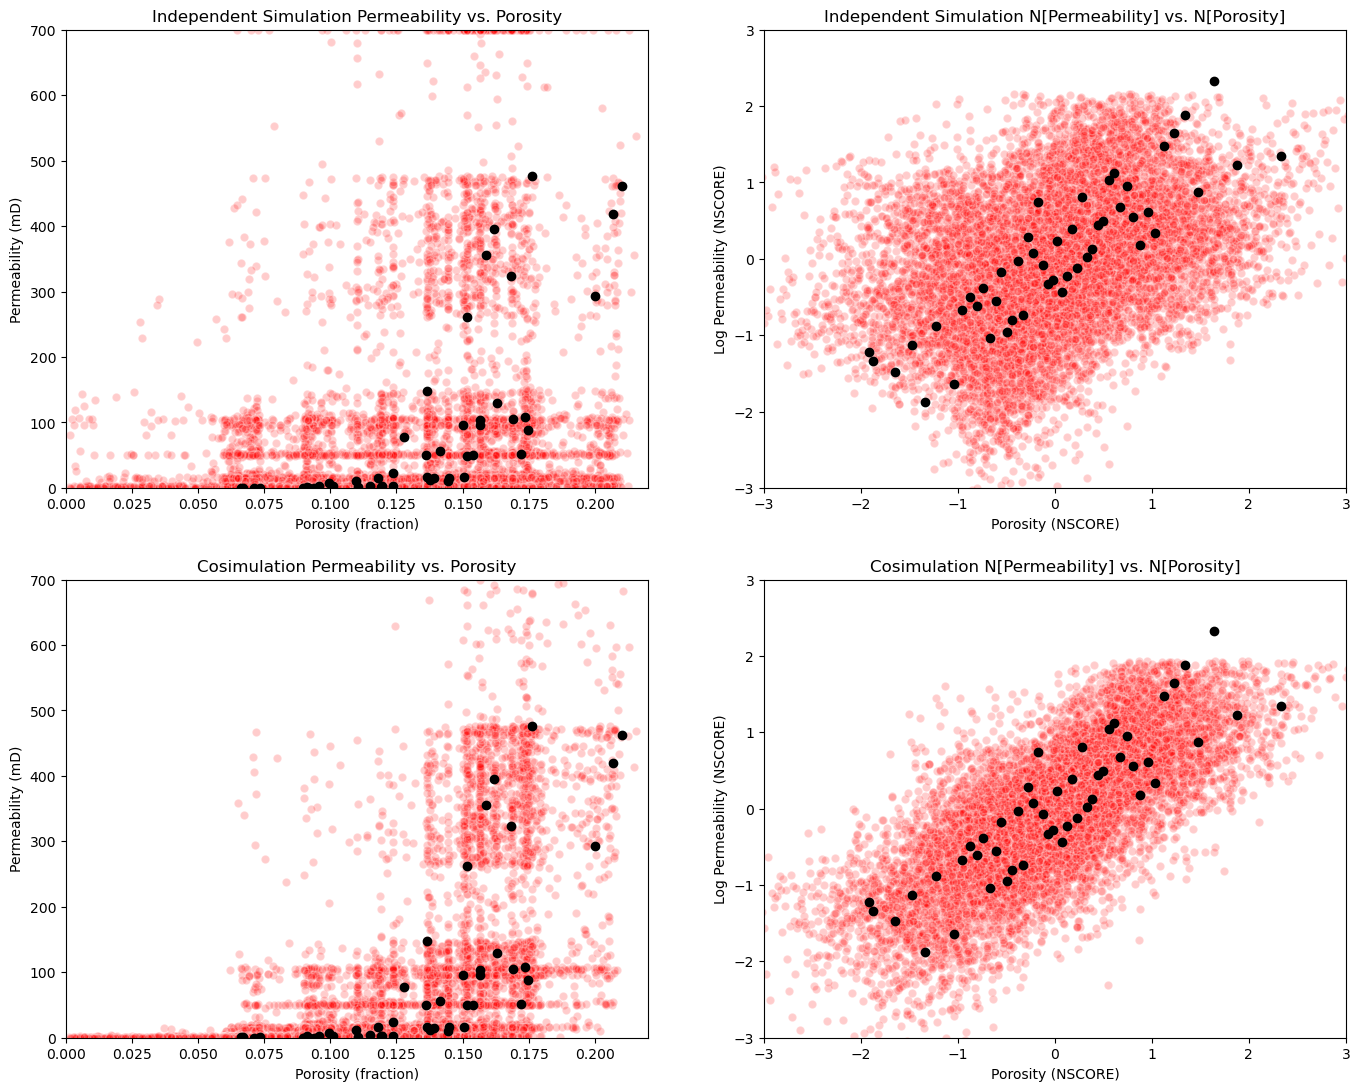 Independent Simulation Permeability vs. Porosity
700
600
500
400
300
200
100
0
Permeability (mD)
0.000 0.025 0.050 0.075 0.100 0.125 0.150 0.175 0.200
Porosity (fraction)
Independent Simulation N[Permeability] vs. N[Porosity]
3
2
1
0
−1
−2
−3
Log Permeability (NSCORE)
−3 −2 −1 0 1 2 3
Porosity (NSCORE)
Cosimulation Permeability vs. Porosity
700
600
500
400
300
200
100
0
Permeability (mD)
0.000 0.025 0.050 0.075 0.100 0.125 0.150 0.175 0.200
Porosity (fraction)
Cosimulation N[Permeability] vs. N[Porosity]
3
2
1
0
−1
−2
−3
Log Permeability (NSCORE)
−3 −2 −1 0 1 2 3
Porosity (NSCORE)